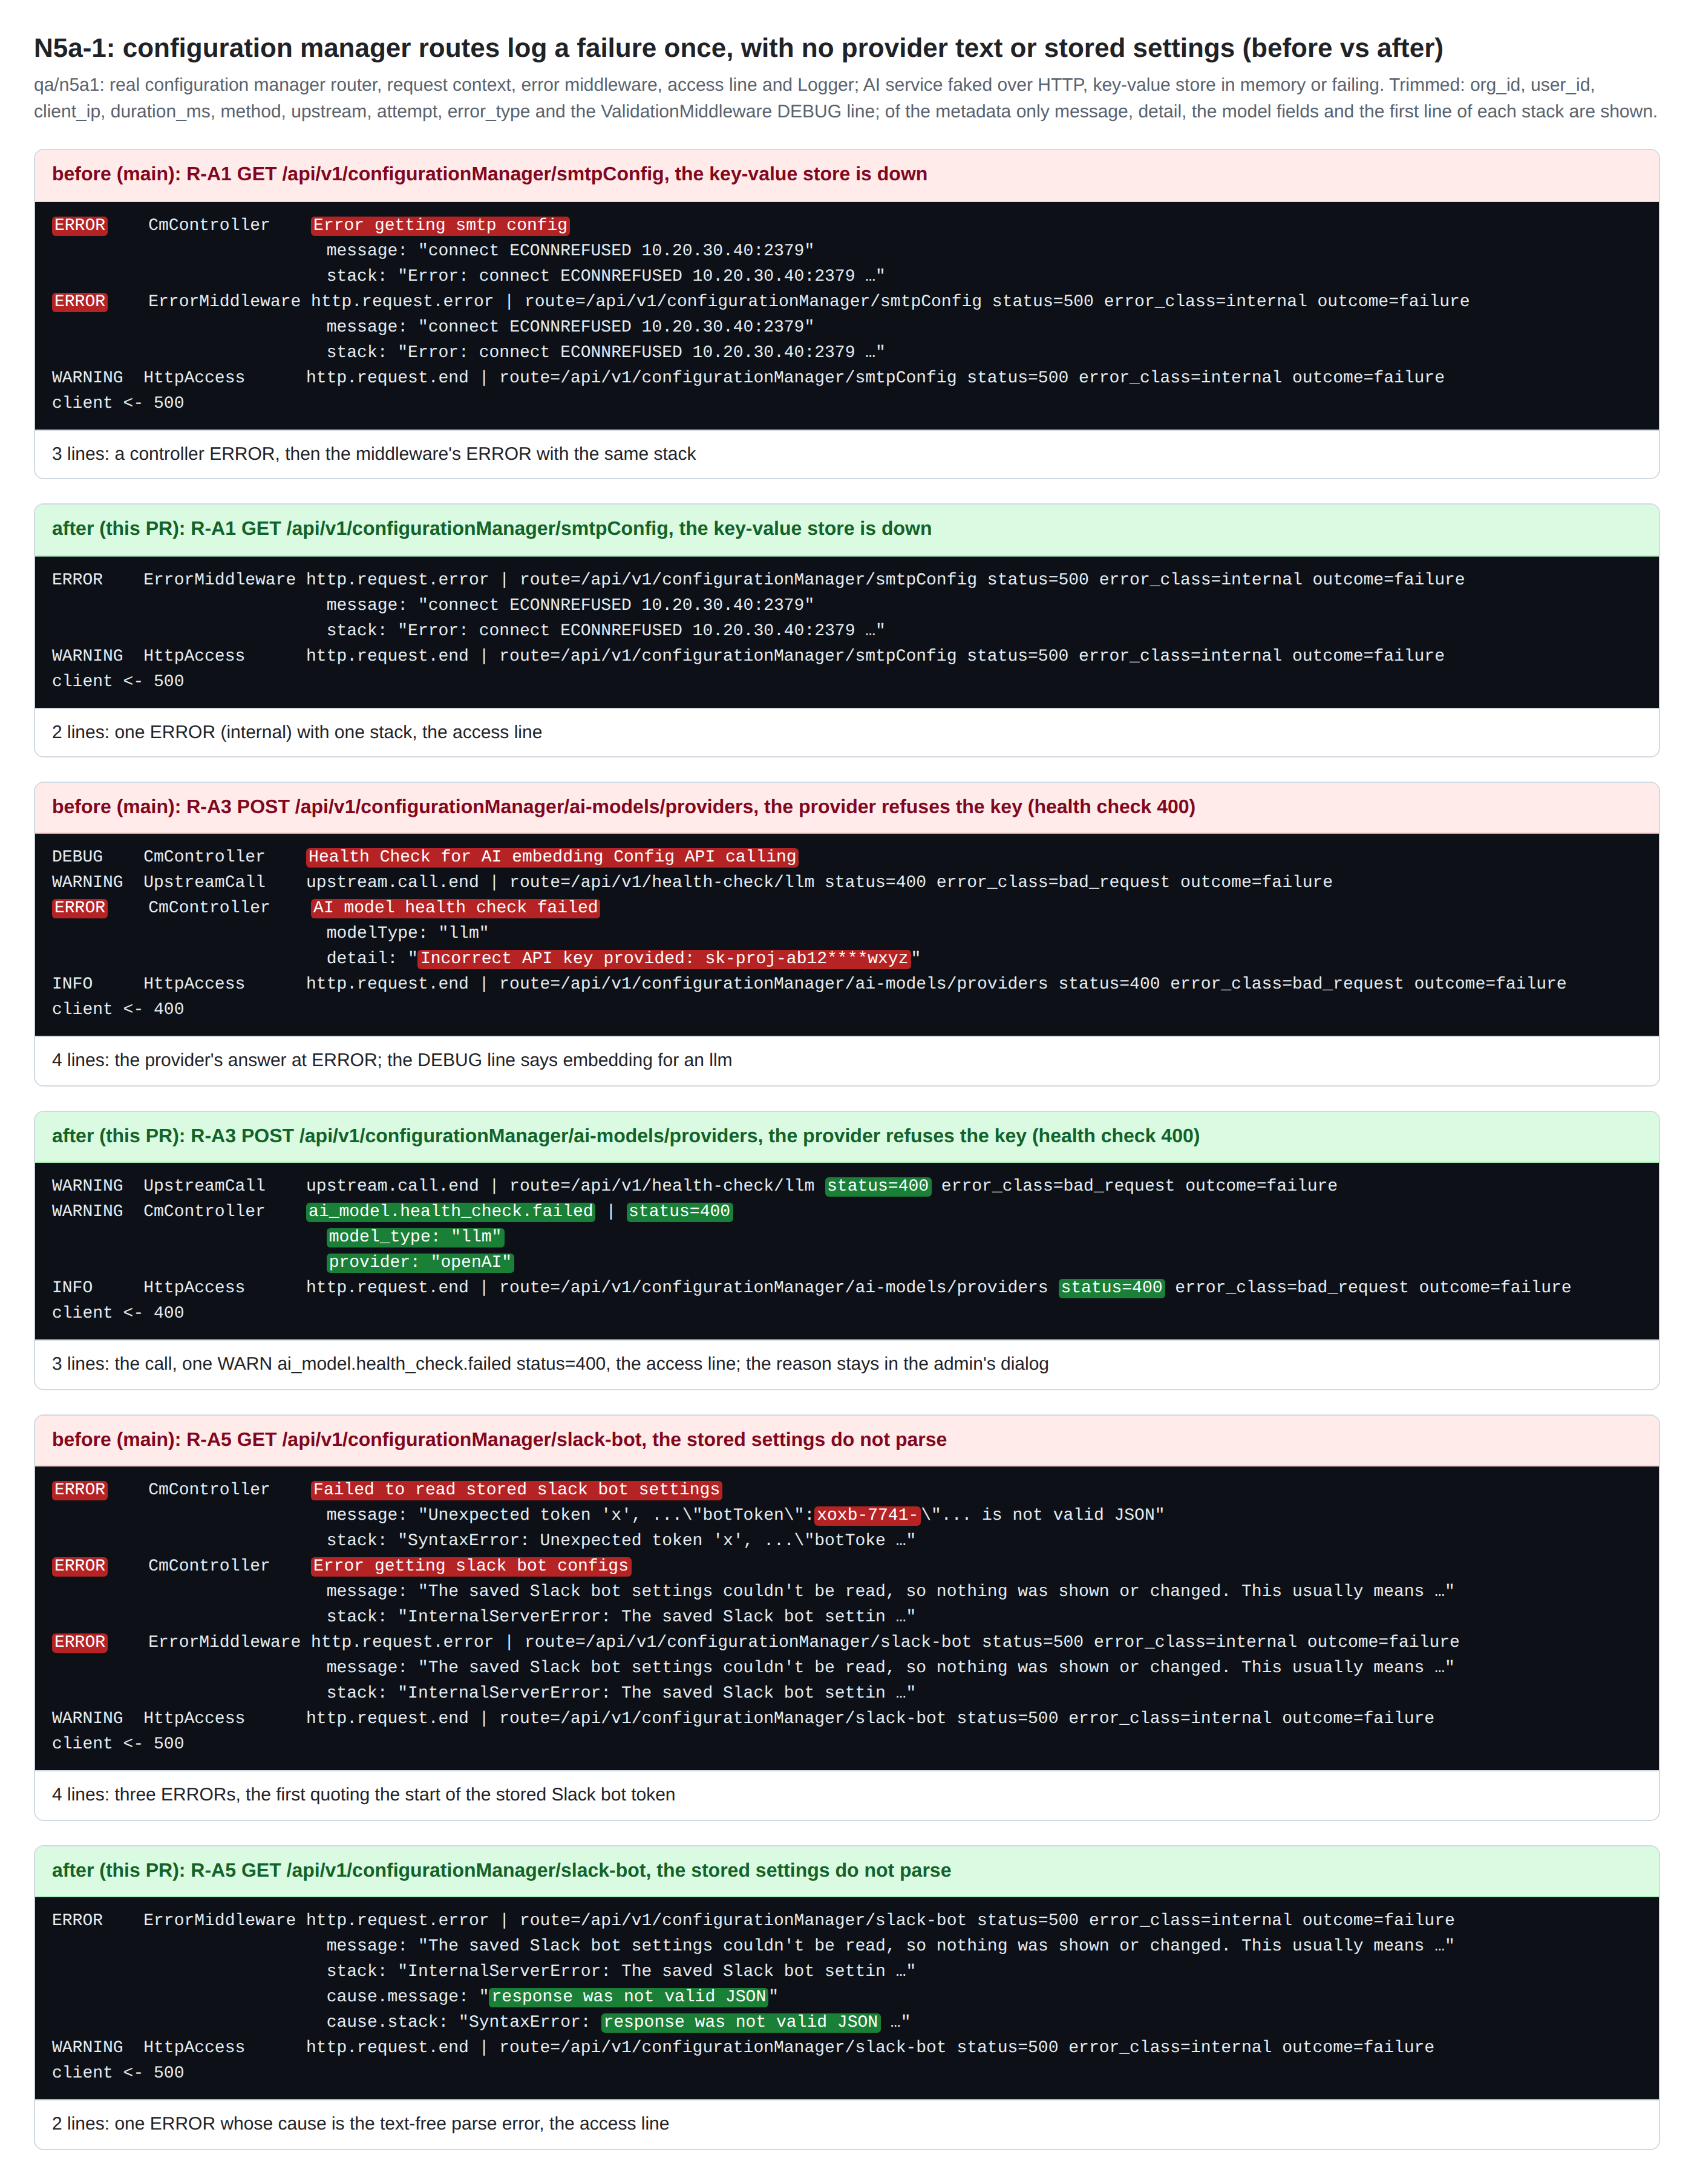 N5a-1: configuration manager routes log a failure once, with no provider text or stored settings (before vs after)
qa/n5a1: real configuration manager router, request context, error middleware, access line and Logger; AI service faked over HTTP, key-value store in memory or failing. Trimmed: org_id, user_id,
client_ip, duration_ms, method, upstream, attempt, error_type and the ValidationMiddleware DEBUG line; of the metadata only message, detail, the model fields and the first line of each stack are shown.
before (main): R-A1 GET /api/v1/configurationManager/smtpConfig, the key-value store is down
ERROR    CmController    Error getting smtp config
message: "connect ECONNREFUSED 10.20.30.40:2379"
stack: "Error: connect ECONNREFUSED 10.20.30.40:2379 …"
ERROR    ErrorMiddleware http.request.error | route=/api/v1/configurationManager/smtpConfig status=500 error_class=internal outcome=failure
message: "connect ECONNREFUSED 10.20.30.40:2379"
stack: "Error: connect ECONNREFUSED 10.20.30.40:2379 …"
WARNING  HttpAccess      http.request.end | route=/api/v1/configurationManager/smtpConfig status=500 error_class=internal outcome=failure
client <- 500
3 lines: a controller ERROR, then the middleware's ERROR with the same stack
after (this PR): R-A1 GET /api/v1/configurationManager/smtpConfig, the key-value store is down
ERROR    ErrorMiddleware http.request.error | route=/api/v1/configurationManager/smtpConfig status=500 error_class=internal outcome=failure
message: "connect ECONNREFUSED 10.20.30.40:2379"
stack: "Error: connect ECONNREFUSED 10.20.30.40:2379 …"
WARNING  HttpAccess      http.request.end | route=/api/v1/configurationManager/smtpConfig status=500 error_class=internal outcome=failure
client <- 500
2 lines: one ERROR (internal) with one stack, the access line
before (main): R-A3 POST /api/v1/configurationManager/ai-models/providers, the provider refuses the key (health check 400)
DEBUG    CmController    Health Check for AI embedding Config API calling
WARNING  UpstreamCall    upstream.call.end | route=/api/v1/health-check/llm status=400 error_class=bad_request outcome=failure
ERROR    CmController    AI model health check failed
modelType: "llm"
detail: "Incorrect API key provided: sk-proj-ab12****wxyz"
INFO     HttpAccess      http.request.end | route=/api/v1/configurationManager/ai-models/providers status=400 error_class=bad_request outcome=failure
client <- 400
4 lines: the provider's answer at ERROR; the DEBUG line says embedding for an llm
after (this PR): R-A3 POST /api/v1/configurationManager/ai-models/providers, the provider refuses the key (health check 400)
WARNING  UpstreamCall    upstream.call.end | route=/api/v1/health-check/llm status=400 error_class=bad_request outcome=failure
WARNING  CmController    ai_model.health_check.failed | status=400
model_type: "llm"
provider: "openAI"
INFO     HttpAccess      http.request.end | route=/api/v1/configurationManager/ai-models/providers status=400 error_class=bad_request outcome=failure
client <- 400
3 lines: the call, one WARN ai_model.health_check.failed status=400, the access line; the reason stays in the admin's dialog
before (main): R-A5 GET /api/v1/configurationManager/slack-bot, the stored settings do not parse
ERROR    CmController    Failed to read stored slack bot settings
message: "Unexpected token 'x', ...\"botToken\":xoxb-7741-\"... is not valid JSON"
stack: "SyntaxError: Unexpected token 'x', ...\"botToke …"
ERROR    CmController    Error getting slack bot configs
message: "The saved Slack bot settings couldn't be read, so nothing was shown or changed. This usually means …"
stack: "InternalServerError: The saved Slack bot settin …"
ERROR    ErrorMiddleware http.request.error | route=/api/v1/configurationManager/slack-bot status=500 error_class=internal outcome=failure
message: "The saved Slack bot settings couldn't be read, so nothing was shown or changed. This usually means …"
stack: "InternalServerError: The saved Slack bot settin …"
WARNING  HttpAccess      http.request.end | route=/api/v1/configurationManager/slack-bot status=500 error_class=internal outcome=failure
client <- 500
4 lines: three ERRORs, the first quoting the start of the stored Slack bot token
after (this PR): R-A5 GET /api/v1/configurationManager/slack-bot, the stored settings do not parse
ERROR    ErrorMiddleware http.request.error | route=/api/v1/configurationManager/slack-bot status=500 error_class=internal outcome=failure
message: "The saved Slack bot settings couldn't be read, so nothing was shown or changed. This usually means …"
stack: "InternalServerError: The saved Slack bot settin …"
cause.message: "response was not valid JSON"
cause.stack: "SyntaxError: response was not valid JSON …"
WARNING  HttpAccess      http.request.end | route=/api/v1/configurationManager/slack-bot status=500 error_class=internal outcome=failure
client <- 500
2 lines: one ERROR whose cause is the text-free parse error, the access line